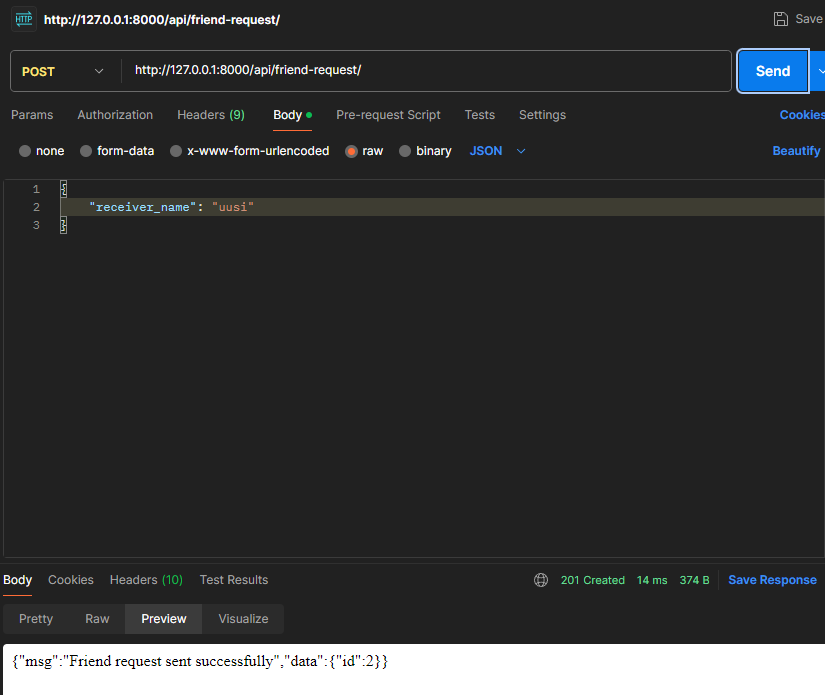 HTTP http://127.0.0.1:8000/api/friend-request/ Save
POST http://127.0.0.1:8000/api/friend-request/ Send
Params Authorization Headers (9) Body Pre-request Script Tests Settings Cookies
none form-data x-www-form-urlencoded raw binary JSON Beautify
1 {
2 "receiver_name": "uusi"
3 }
Body Cookies Headers (10) Test Results 201 Created 14 ms 374 B Save Response
Pretty Raw Preview Visualize
{"msg":"Friend request sent successfully","data":{"id":2}}